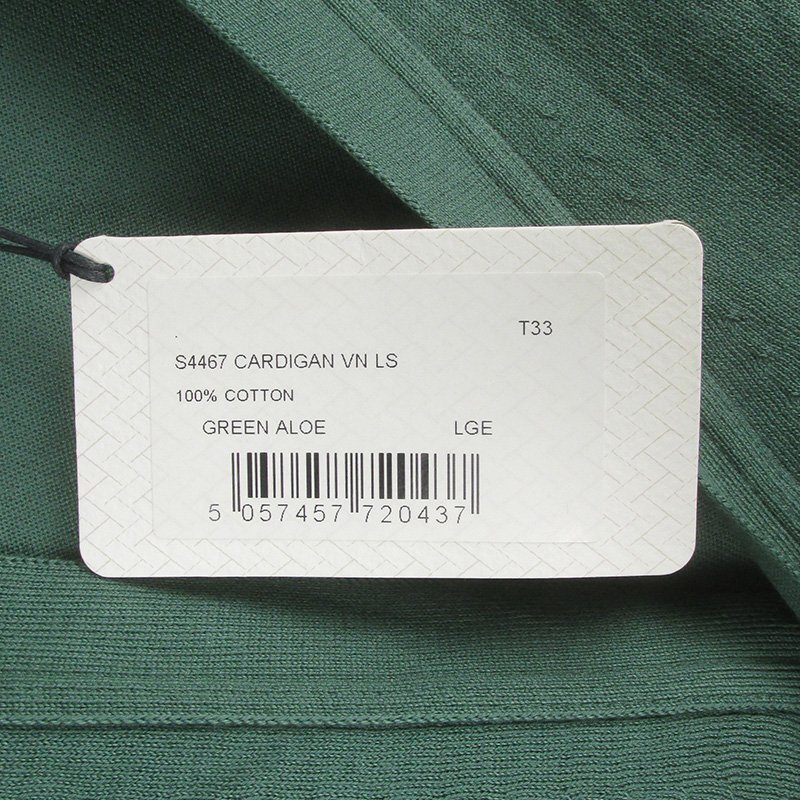 T33
S4467 CARDIGAN VN LS
100% COTTON
GREEN ALOE LGE
5 057457 720437